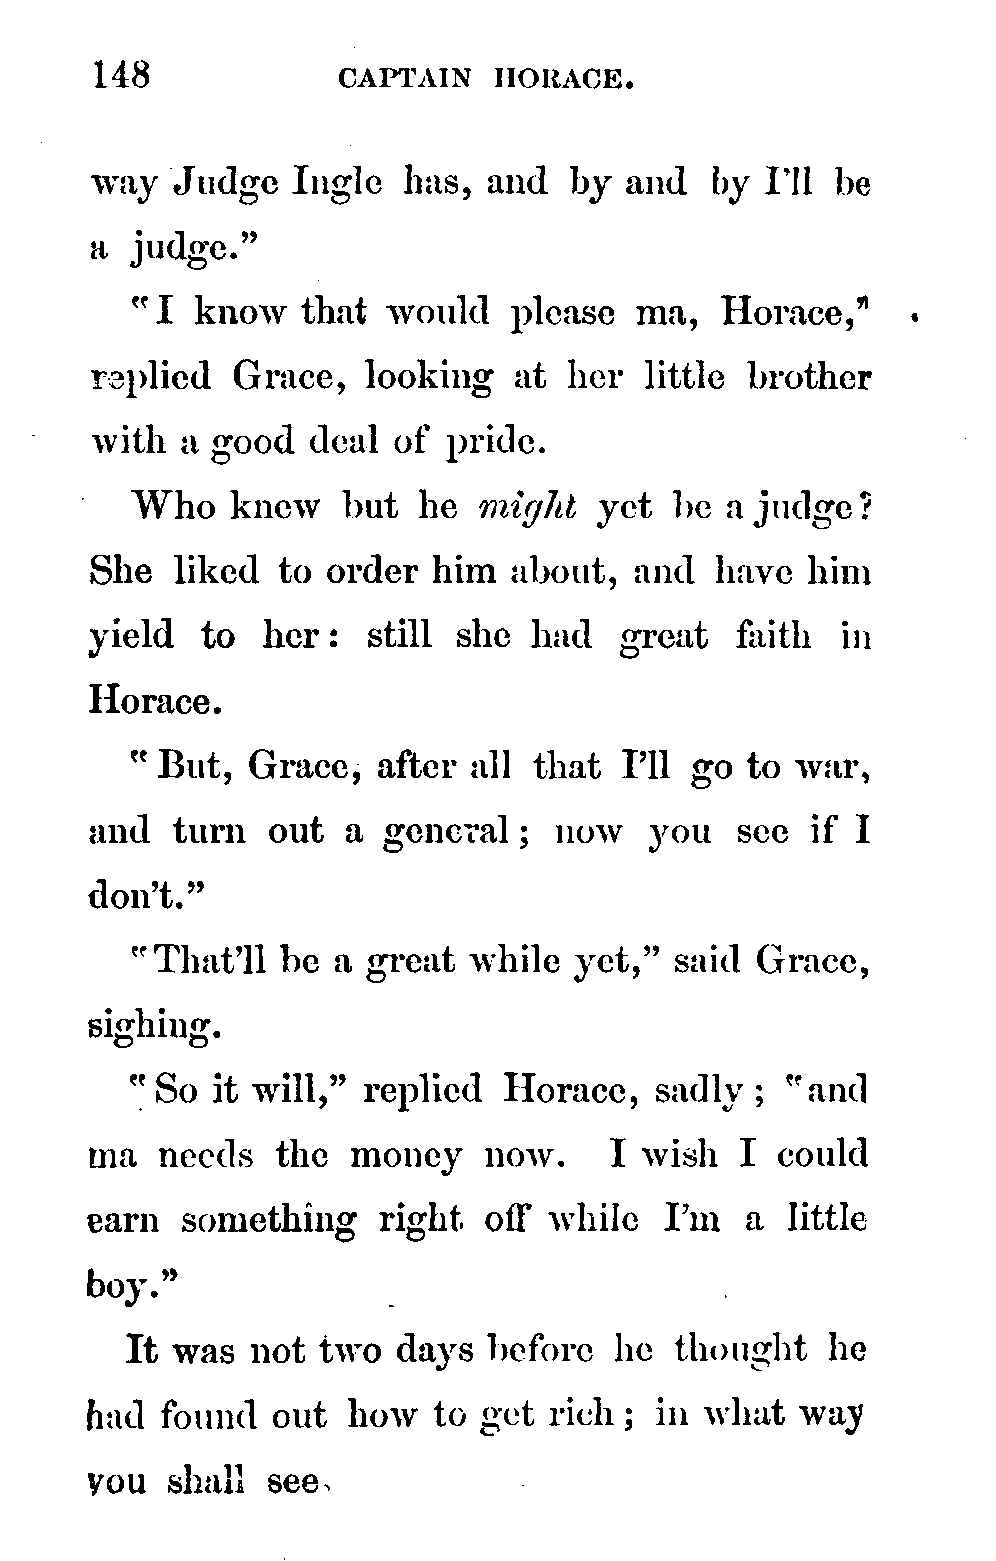 148 CAPTAIN HORACE.
way Judge Ingle has, and by and by I'll be
a judge."
"I know that would please ma, Horace,"
replied Grace, looking at her little brother
with a good deal of pride.
Who knew but he might yet be a judge?
She liked to order him about, and have him
yield to her: still she had great faith in
Horace.
"But, Grace, after all that I'll go to war,
and turn out a general; now you see if I
don't."
"That'll be a great while yet," said Grace,
sighing.
"So it will," replied Horace, sadly; "and
ma needs the money now. I wish I could
earn something right off while I'm a little
boy."
It was not two days before he thought he
had found out how to get rich; in what way
you shall see.